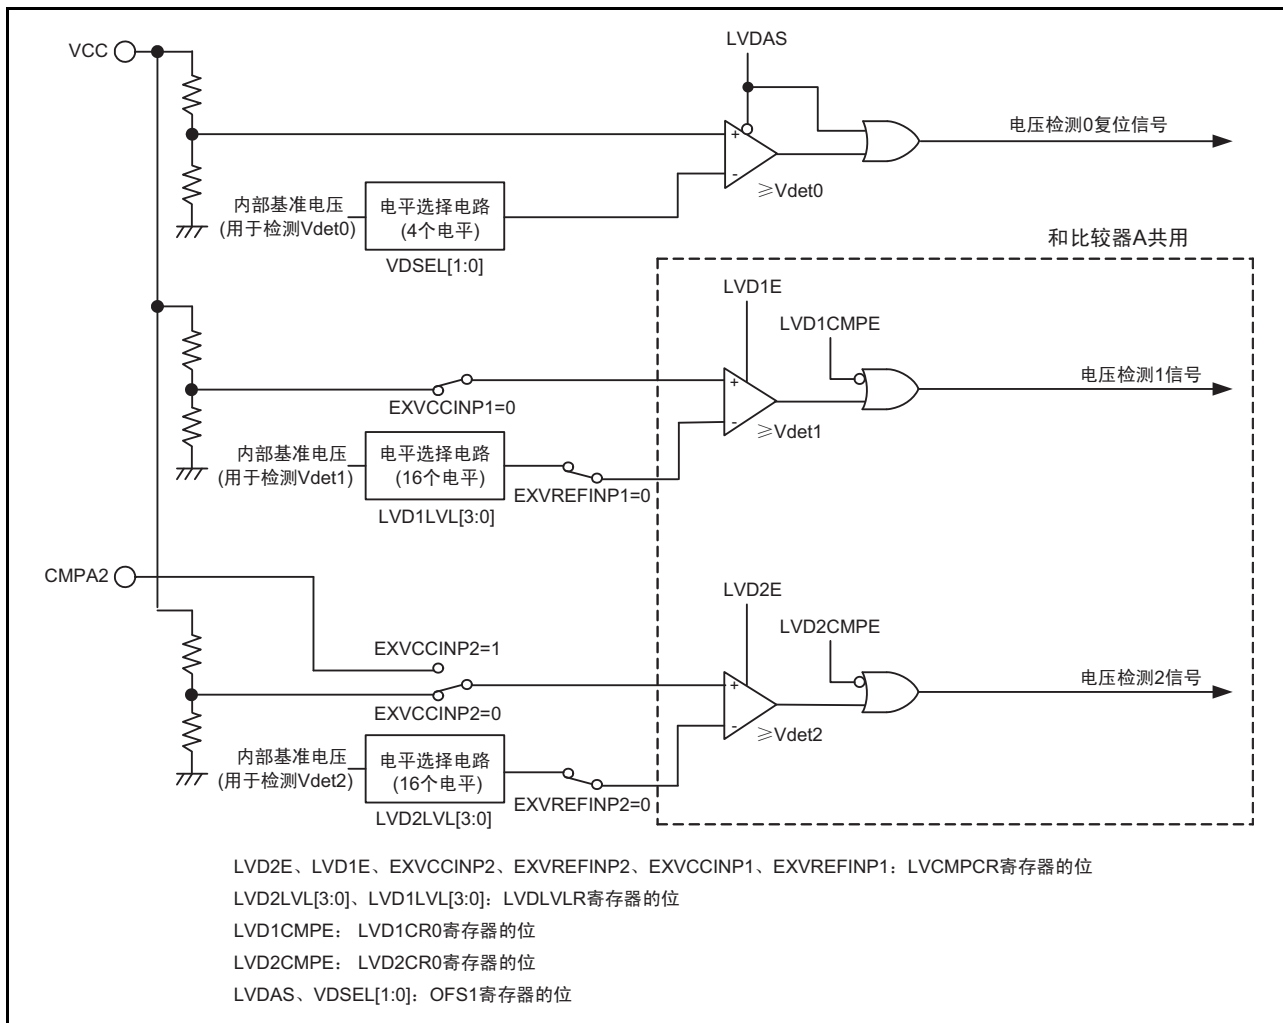 VCC
LVDAS
+
-
≥Vdet0
电压检测0复位信号
内部基准电压
(用于检测Vdet0)
电平选择电路
(4个电平)
VDSEL[1:0]
和比较器A共用
LVD1E
LVD1CMPE
EXVCCINP1=0
+
-
≥Vdet1
电压检测1信号
内部基准电压
(用于检测Vdet1)
电平选择电路
(16个电平)
EXVREFINP1=0
LVD1LVL[3:0]
CMPA2
LVD2E
LVD2CMPE
EXVCCINP2=1
EXVCCINP2=0
+
-
≥Vdet2
电压检测2信号
内部基准电压
(用于检测Vdet2)
电平选择电路
(16个电平)
EXVREFINP2=0
LVD2LVL[3:0]
LVD2E、LVD1E、EXVCCINP2、EXVREFINP2、EXVCCINP1、EXVREFINP1：LVCMPCR寄存器的位
LVD2LVL[3:0]、LVD1LVL[3:0]：LVDLVLR寄存器的位
LVD1CMPE： LVD1CR0寄存器的位
LVD2CMPE： LVD2CR0寄存器的位
LVDAS、VDSEL[1:0]：OFS1寄存器的位